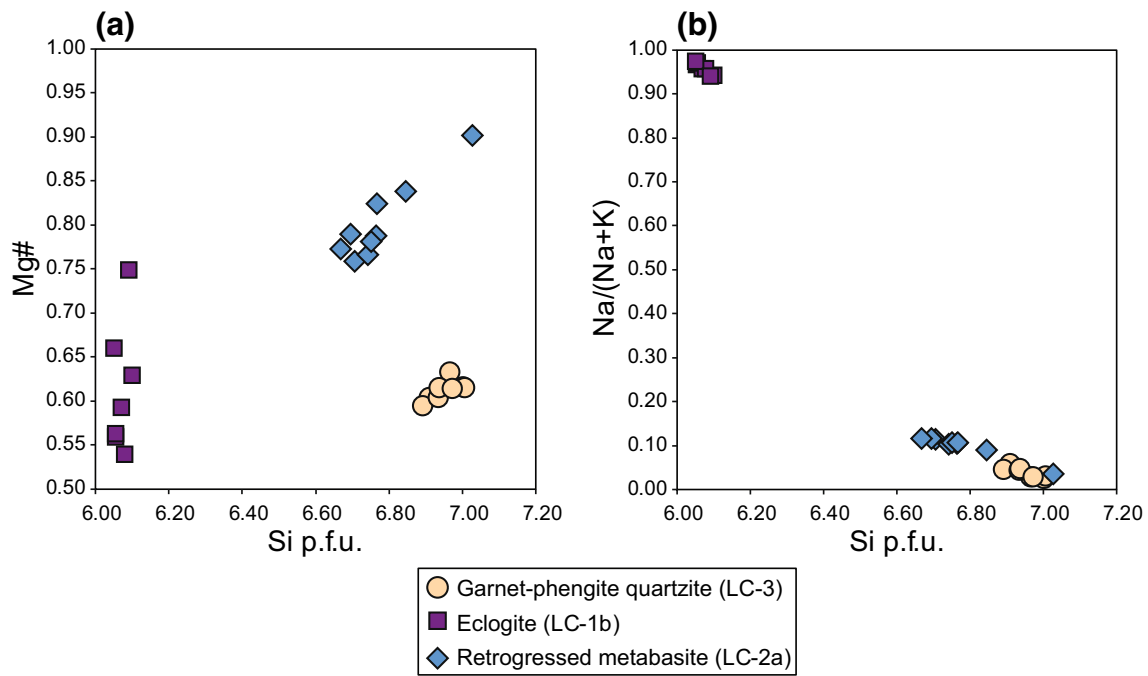 (a)
1.00
0.95
0.90
0.85
0.80
0.75
0.70
0.65
0.60
0.55
0.50
Mg#
6.00 6.20 6.40 6.60 6.80 7.00 7.20
Si p.f.u.
(b)
1.00
0.90
0.80
0.70
0.60
0.50
0.40
0.30
0.20
0.10
0.00
Na/(Na+K)
6.00 6.20 6.40 6.60 6.80 7.00 7.20
Si p.f.u.
Garnet-phengite quartzite (LC-3)
Eclogite (LC-1b)
Retrogressed metabasite (LC-2a)